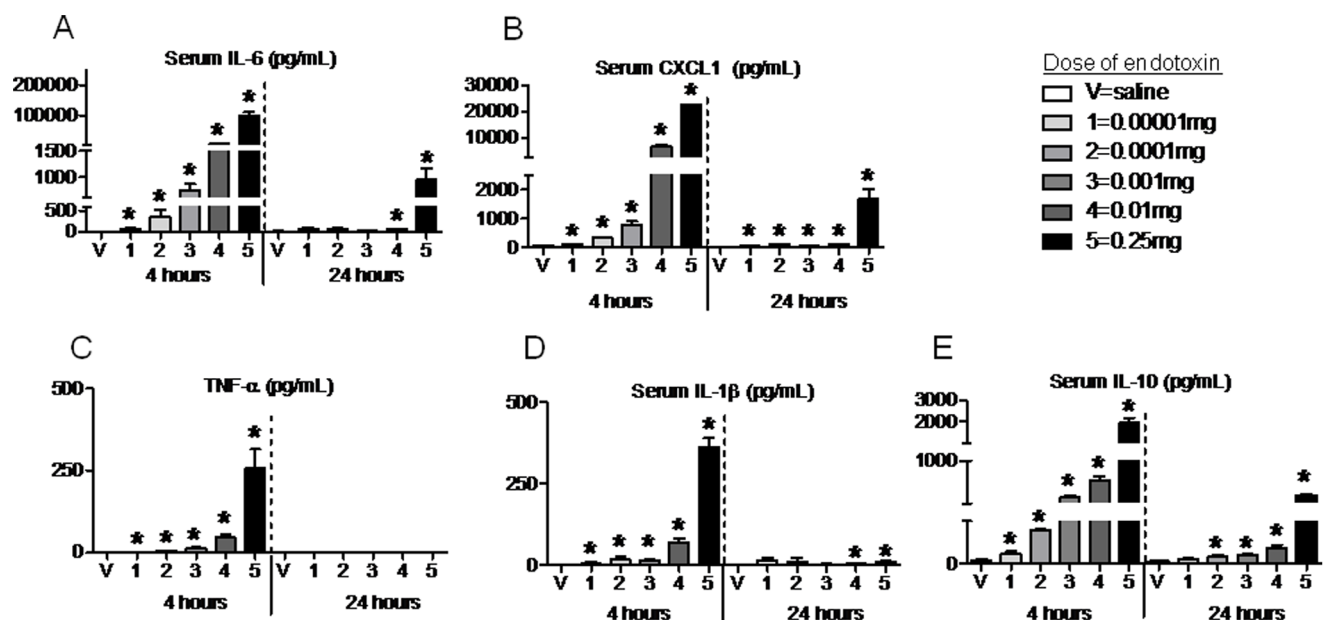 A
Serum IL-6 (pg/mL)
200000
100000
1500
1000
500
0
* * * * * * *
V 1 2 3 4 5 V 1 2 3 4 5
4 hours 24 hours
B
Serum CXCL1 (pg/mL)
30000
20000
10000
2000
1000
0
* * * * * * * * * *
V 1 2 3 4 5 V 1 2 3 4 5
4 hours 24 hours
Dose of endotoxin
V=saline
1=0.00001mg
2=0.0001mg
3=0.001mg
4=0.01mg
5=0.25mg
C
TNF-α (pg/mL)
500
250
0
* * * * *
V 1 2 3 4 5 V 1 2 3 4 5
4 hours 24 hours
D
Serum IL-1β (pg/mL)
500
250
0
* * * * * * *
V 1 2 3 4 5 V 1 2 3 4 5
4 hours 24 hours
E
Serum IL-10 (pg/mL)
3000
2000
1000
0
* * * * * * * * *
V 1 2 3 4 5 V 1 2 3 4 5
4 hours 24 hours